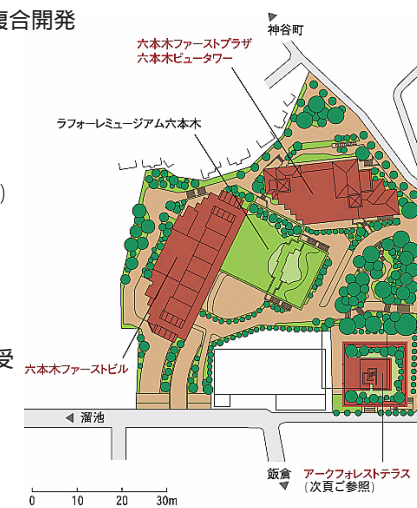 複合開発
神谷町
六本木ファーストプラザ
六本木ビュータワー
ラフォーレミュージアム六本木
)
受
六本木ファーストビル
溜池
飯倉
アークフォレストテラス
(次頁ご参照)
0 10 20 30m